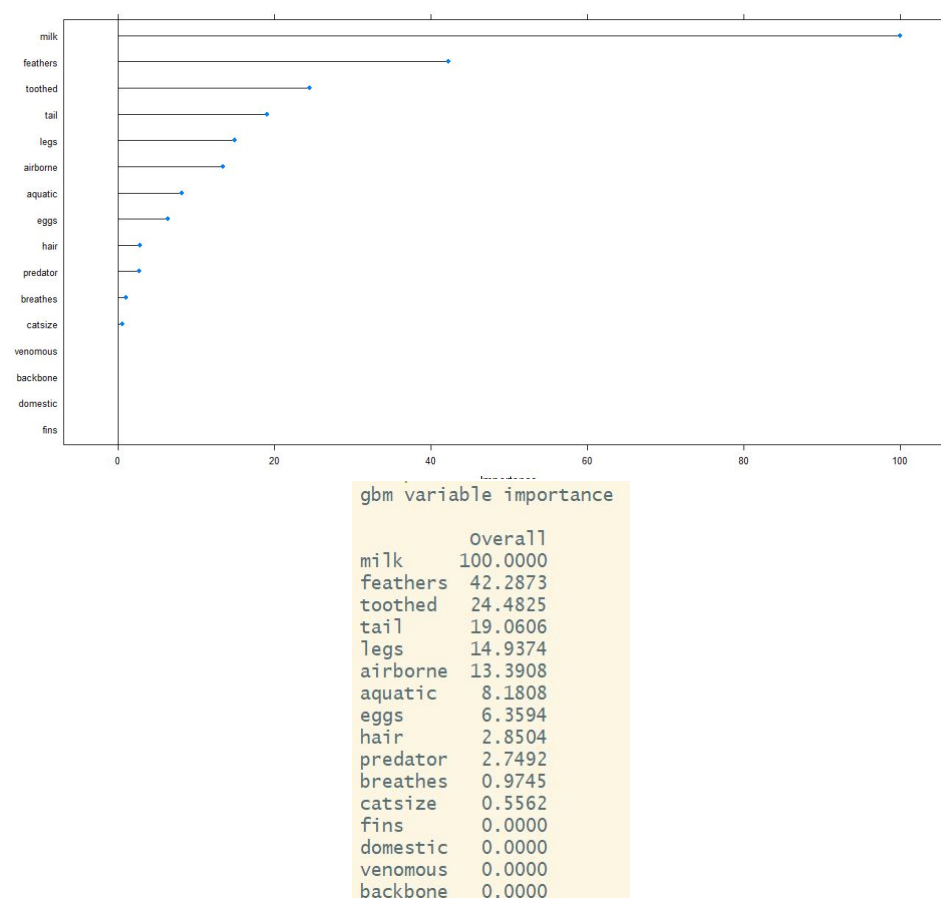 milk
feathers
toothed
tail
legs
airborne
aquatic
eggs
hair
predator
breathes
catsize
venomous
backbone
domestic
fins
0 20 40 60 80 100
gbm variable importance
Overall
milk 100.0000
feathers 42.2873
toothed 24.4825
tail 19.0606
legs 14.9374
airborne 13.3908
aquatic 8.1808
eggs 6.3594
hair 2.8504
predator 2.7492
breathes 0.9745
catsize 0.5562
fins 0.0000
domestic 0.0000
venomous 0.0000
backbone 0.0000